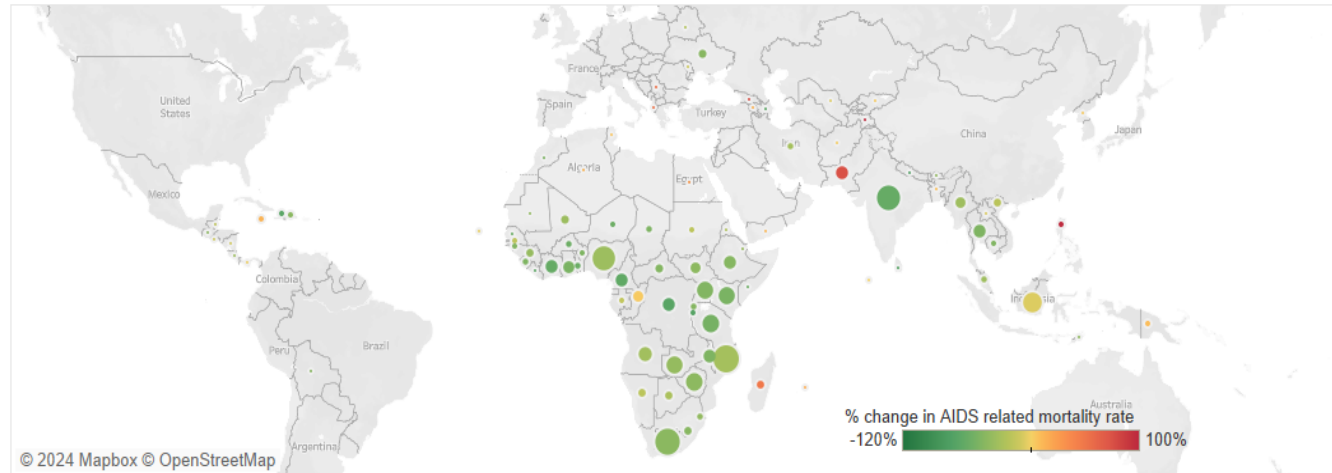 France
United
States
Spain
Turkey
China
Japan
Iran
Algeria
Egypt
Mexico
Colombia
Indonesia
Peru
Brazil
Australia
% change in AIDS related mortality rate
-120%
100%
Argentina
© 2024 Mapbox © OpenStreetMap